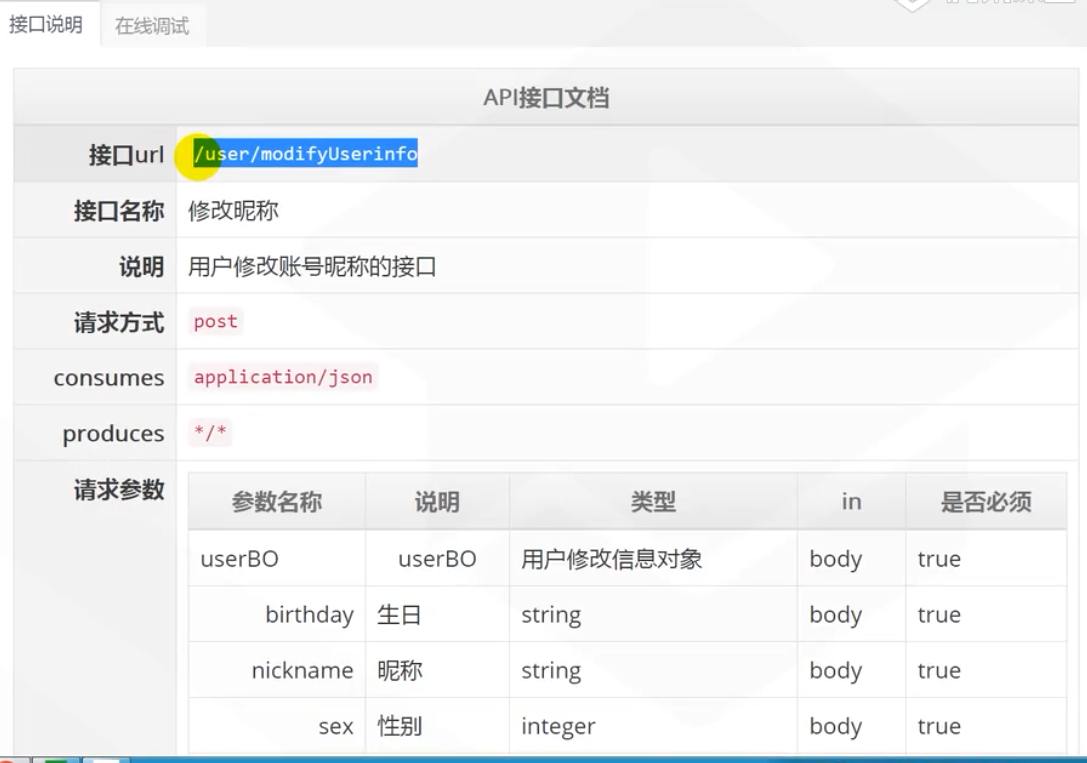 接口说明 在线调试
API接口文档
接口url /user/modifyUserinfo
接口名称 修改昵称
说明 用户修改账号昵称的接口
请求方式 post
consumes application/json
produces */*
请求参数 参数名称 说明 类型 in 是否必须
userBO userBO 用户修改信息对象 body true
birthday 生日 string body true
nickname 昵称 string body true
sex 性别 integer body true